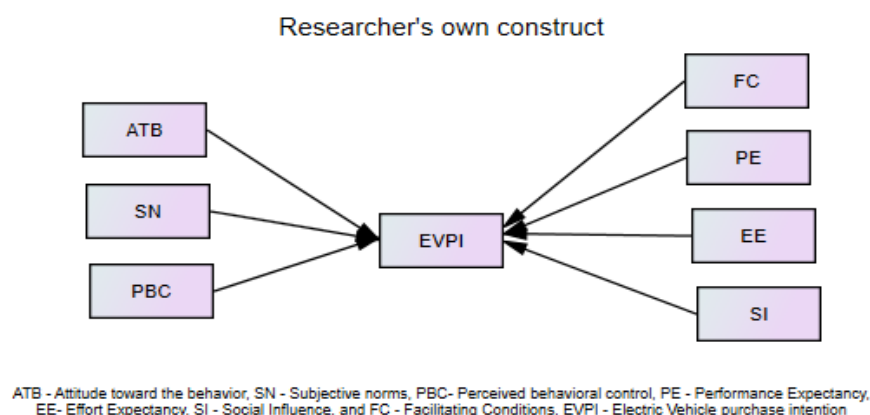 Researcher's own construct
FC
ATB
PE
SN
EVPI
EE
PBC
SI
ATB - Attitude toward the behavior, SN - Subjective norms, PBC- Perceived behavioral control, PE - Performance Expectancy,
EE- Effort Expectancy, SI - Social Influence, and FC - Facilitating Conditions, EVPI - Electric Vehicle purchase intention